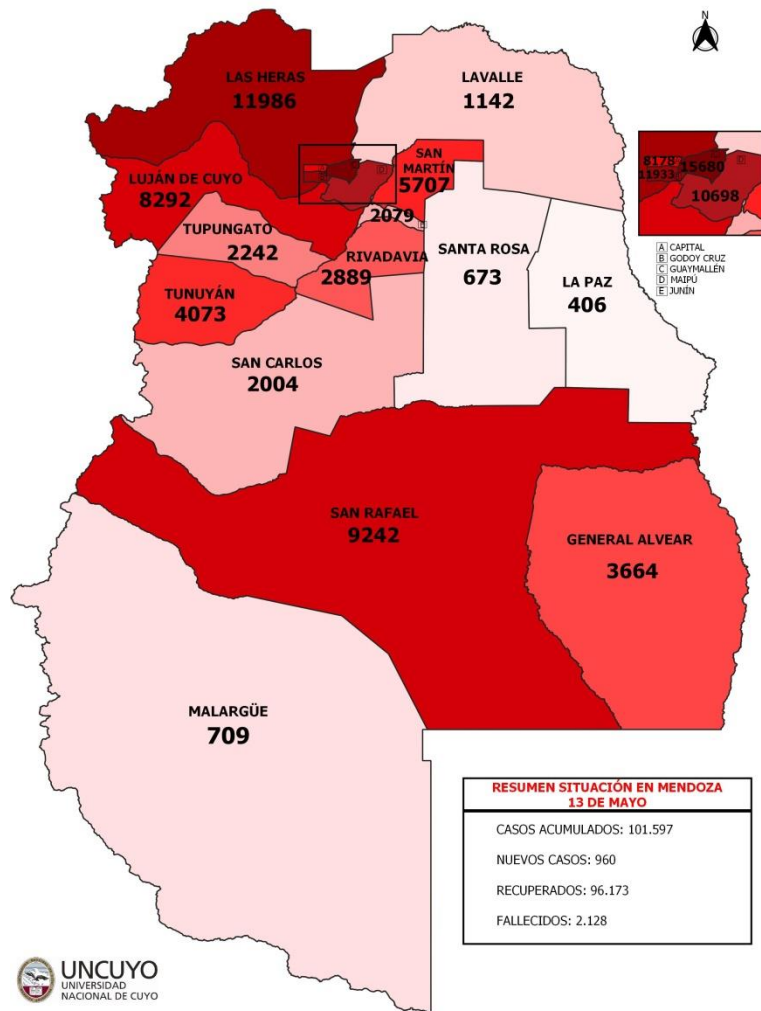 N
LAS HERAS
11986
LAVALLE
1142
SAN
MARTÍN
5707
8178
15680
11933
10698
LUJÁN DE CUYO
8292
2079
TUPUNGATO
2242
RIVADAVIA
2889
SANTA ROSA
673
A CAPITAL
B GODOY CRUZ
C GUAYMALLÉN
D MAIPÚ
E JUNÍN
LA PAZ
406
TUNUYÁN
4073
SAN CARLOS
2004
SAN RAFAEL
9242
GENERAL ALVEAR
3664
MALARGÜE
709
RESUMEN SITUACIÓN EN MENDOZA
13 DE MAYO
CASOS ACUMULADOS: 101.597
NUEVOS CASOS: 960
RECUPERADOS: 96.173
FALLECIDOS: 2.128
UNCUYO
UNIVERSIDAD
NACIONAL DE CUYO